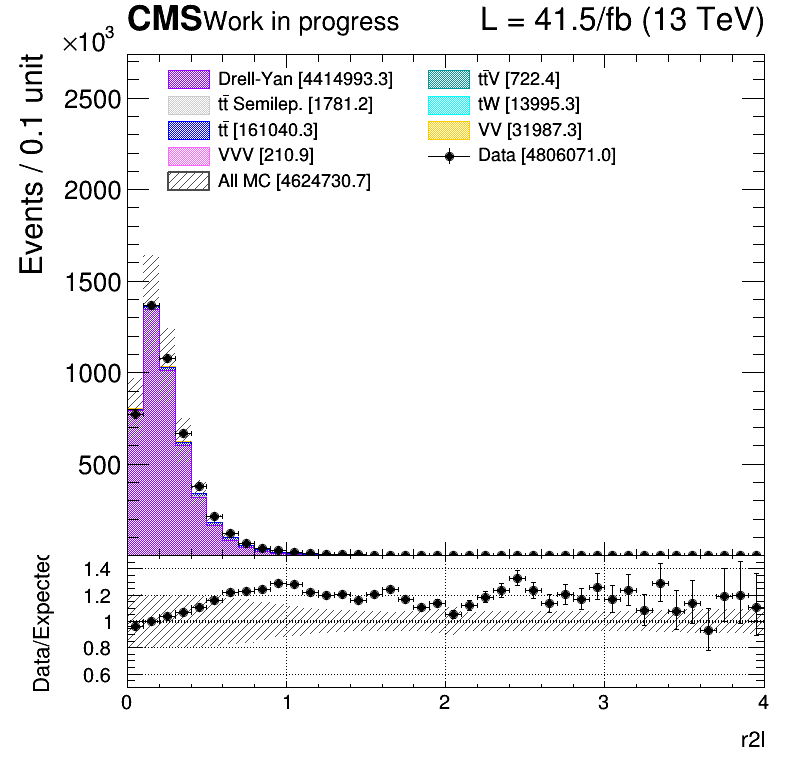 CMS Work in progress L = 41.5/fb (13 TeV)
×10³
Events / 0.1 unit
2500
2000
1500
1000
500
Drell-Yan [4414993.3]
tt̄ Semilep. [1781.2]
tt̄ [161040.3]
VVV [210.9]
All MC [4624730.7]
tt̄V [722.4]
tW [13995.3]
VV [31987.3]
Data [4806071.0]
Data/Expected
1.4
1.2
1
0.8
0.6
0 1 2 3 4
r2l